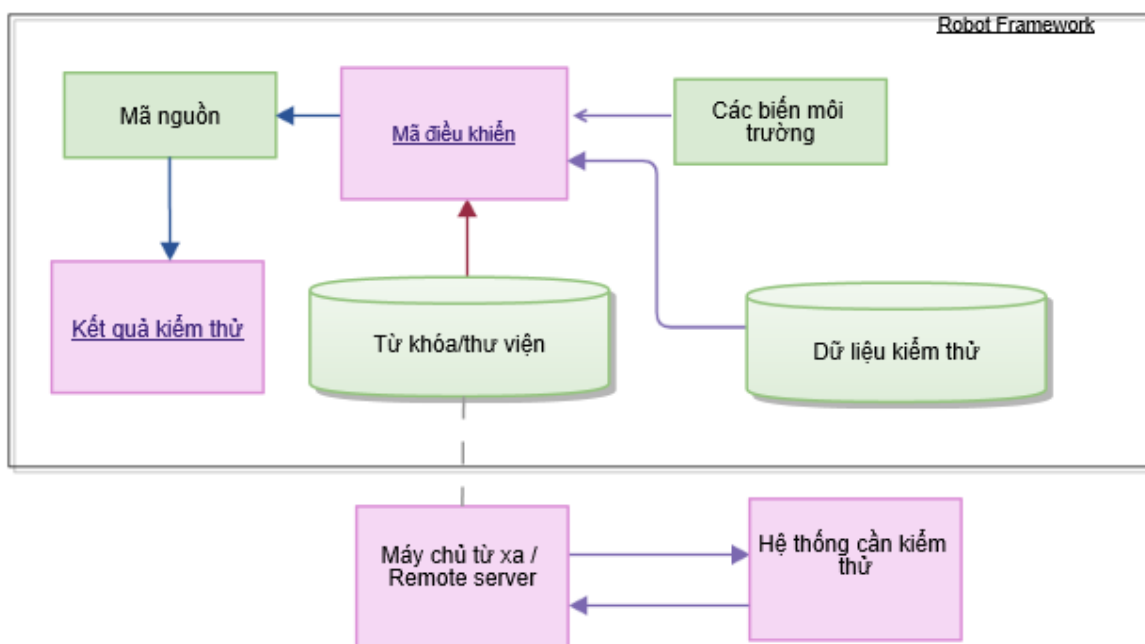 Robot Framework
Mã nguồn
Mã điều khiển
Các biến môi
trường
Kết quả kiểm thử
Từ khóa/thư viện
Dữ liệu kiểm thử
Máy chủ từ xa /
Remote server
Hệ thống cần kiểm
thử